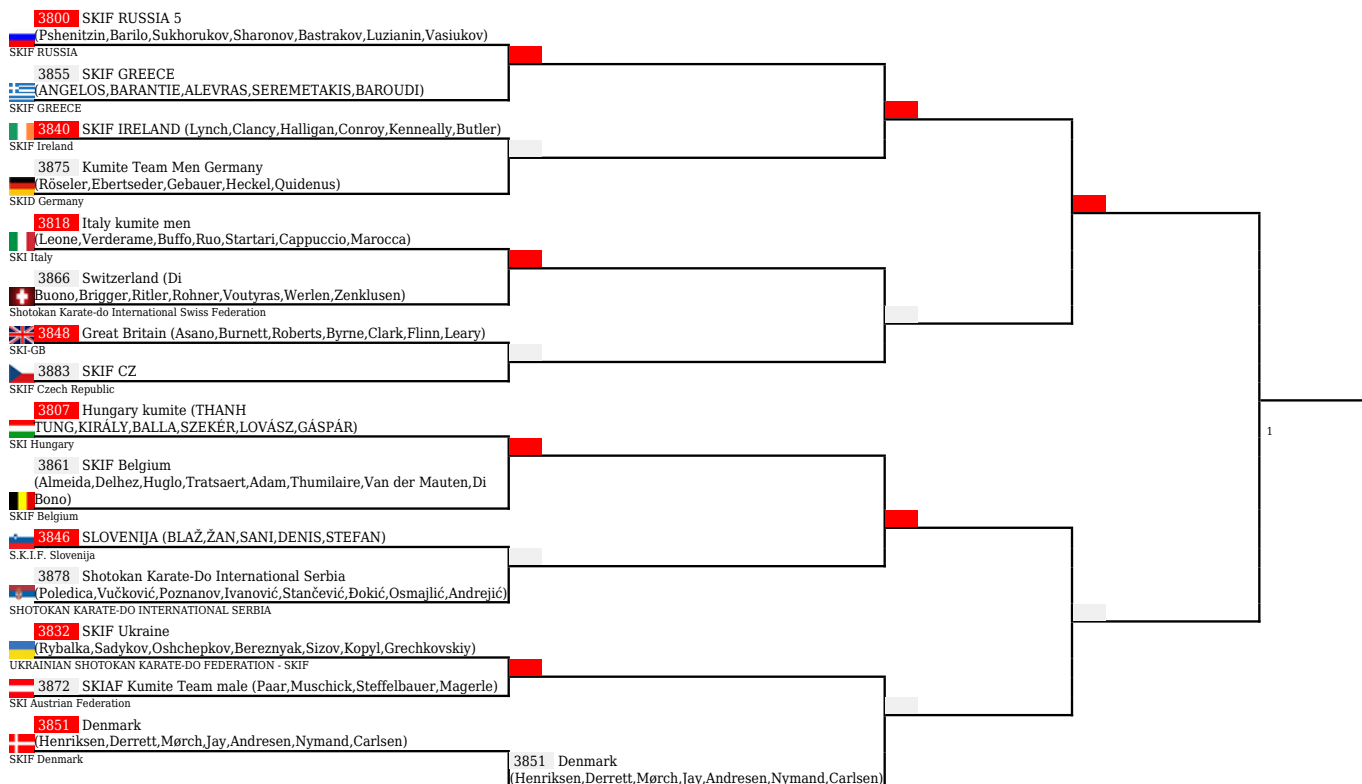 3800 SKIF RUSSIA 5
(Pshenitzin,Barilo,Sukhorukov,Sharonov,Bastrakov,Luzianin,Vasiukov)
SKIF RUSSIA
3855 SKIF GREECE
(ANGELOS,BARANTIE,ALEVRAS,SEREMETAKIS,BAROUDI)
SKIF GREECE
3840 SKIF IRELAND (Lynch,Clancy,Halligan,Conroy,Kenneally,Butler)
SKIF Ireland
3875 Kumite Team Men Germany
(Röseler,Ebertseder,Gebauer,Heckel,Quidenus)
SKID Germany
3818 Italy kumite men
(Leone,Verderame,Buffo,Ruo,Startari,Cappuccio,Marocca)
SKI Italy
3866 Switzerland (Di
Buono,Brigger,Ritler,Rohner,Voutyras,Werlen,Zenklusen)
Shotokan Karate-do International Swiss Federation
3848 Great Britain (Asano,Burnett,Roberts,Byrne,Clark,Flinn,Leary)
SKI-GB
3883 SKIF CZ
SKIF Czech Republic
3807 Hungary kumite (THANH
TUNG,KIRÁLY,BALLA,SZEKÉR,LOVÁSZ,GÁSPÁR)
SKI Hungary
1
3861 SKIF Belgium
(Almeida,Delhez,Huglo,Tratsaert,Adam,Thumilaire,Van der Mauten,Di
Bono)
SKIF Belgium
3846 SLOVENIJA (BLAŽ,ŽAN,SANI,DENIS,STEFAN)
S.K.I.F. Slovenija
3878 Shotokan Karate-Do International Serbia
(Poledica,Vučković,Poznanov,Ivanović,Stančević,Đokić,Osmajlić,Andrejić)
SHOTOKAN KARATE-DO INTERNATIONAL SERBIA
3832 SKIF Ukraine
(Rybalka,Sadykov,Oshchepkov,Bereznyak,Sizov,Kopyl,Grechkovskiy)
UKRAINIAN SHOTOKAN KARATE-DO FEDERATION - SKIF
3872 SKIAF Kumite Team male (Paar,Muschick,Steffelbauer,Magerle)
SKI Austrian Federation
3851 Denmark
(Henriksen,Derrett,Mørch,Jay,Andresen,Nymand,Carlsen)
SKIF Denmark
3851 Denmark
(Henriksen,Derrett,Mørch,Jay,Andresen,Nymand,Carlsen)